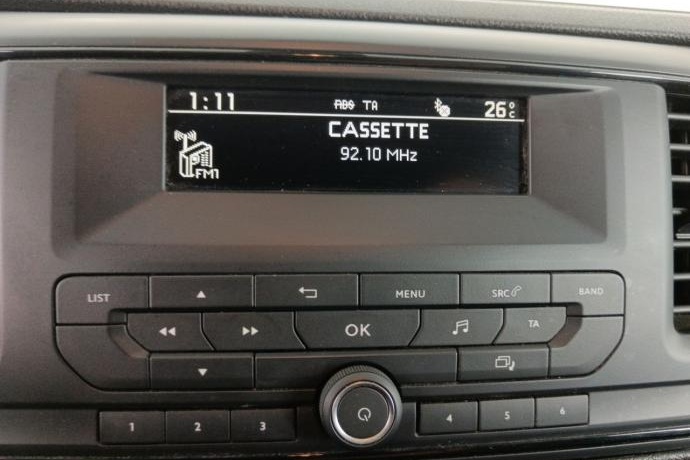 1:11 RBS TA 26°C
CASSETTE
92.10 MHz
FM1
LIST MENU SRC BAND
OK TA
1 2 3 4 5 6